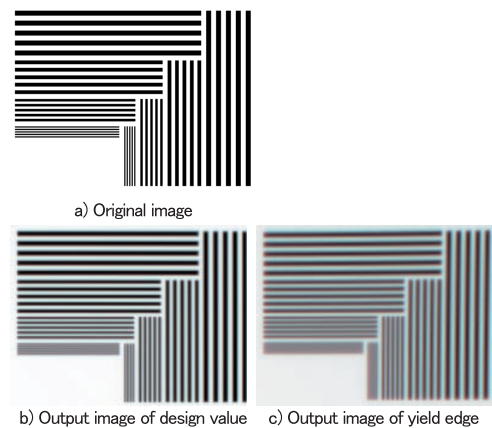 a) Original image
b) Output image of design value
c) Output image of yield edge